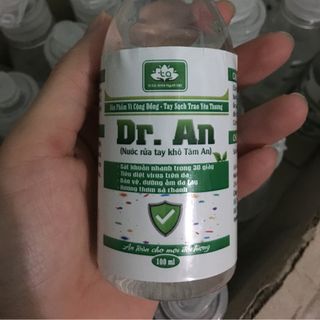 Sản Phẩm Vì Cộng Đồng - Tay Sạch Trao Yêu Thương
Dr. An
(Nước rửa tay khô Tâm An)
- Sát khuẩn nhanh trong 30 giây
- Tiêu diệt virus trên da
- Bảo vệ, dưỡng ẩm da tay
- Hương thơm sả chanh
An toàn cho mọi đối tượng
100 ml